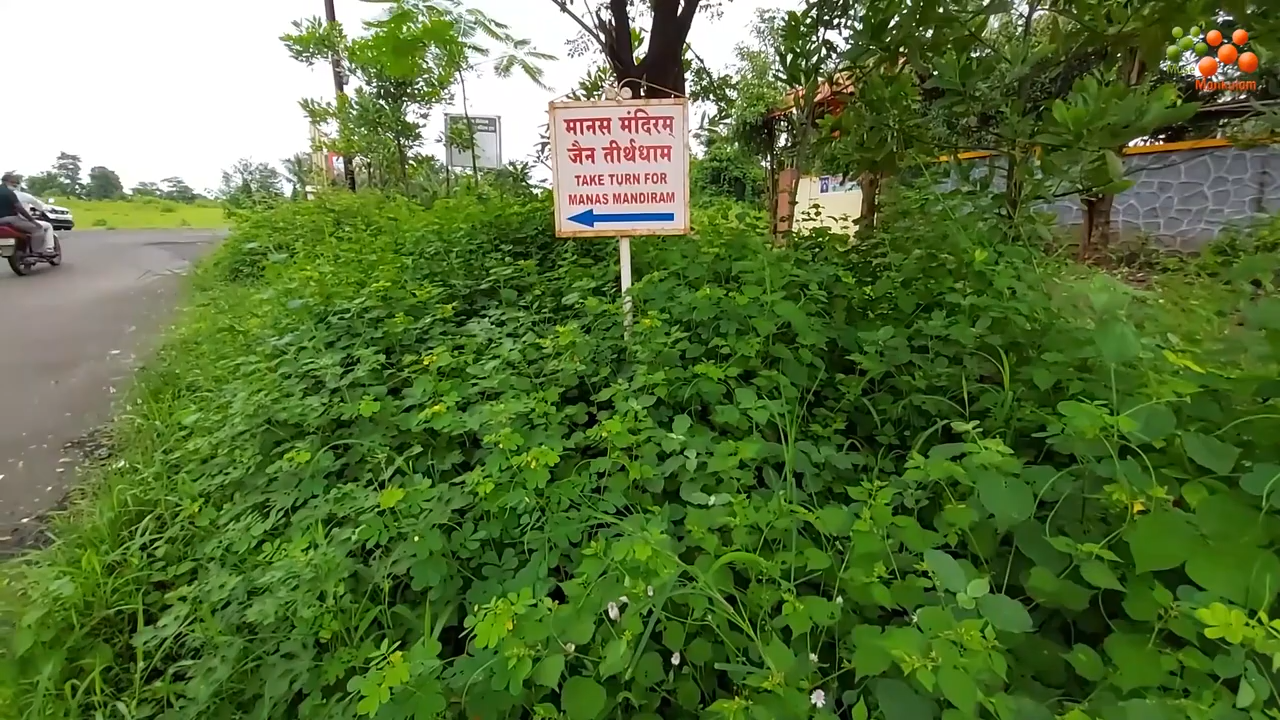 मानस मंदिरम्
जैन तीर्थधाम
TAKE TURN FOR
MANAS MANDIRAM